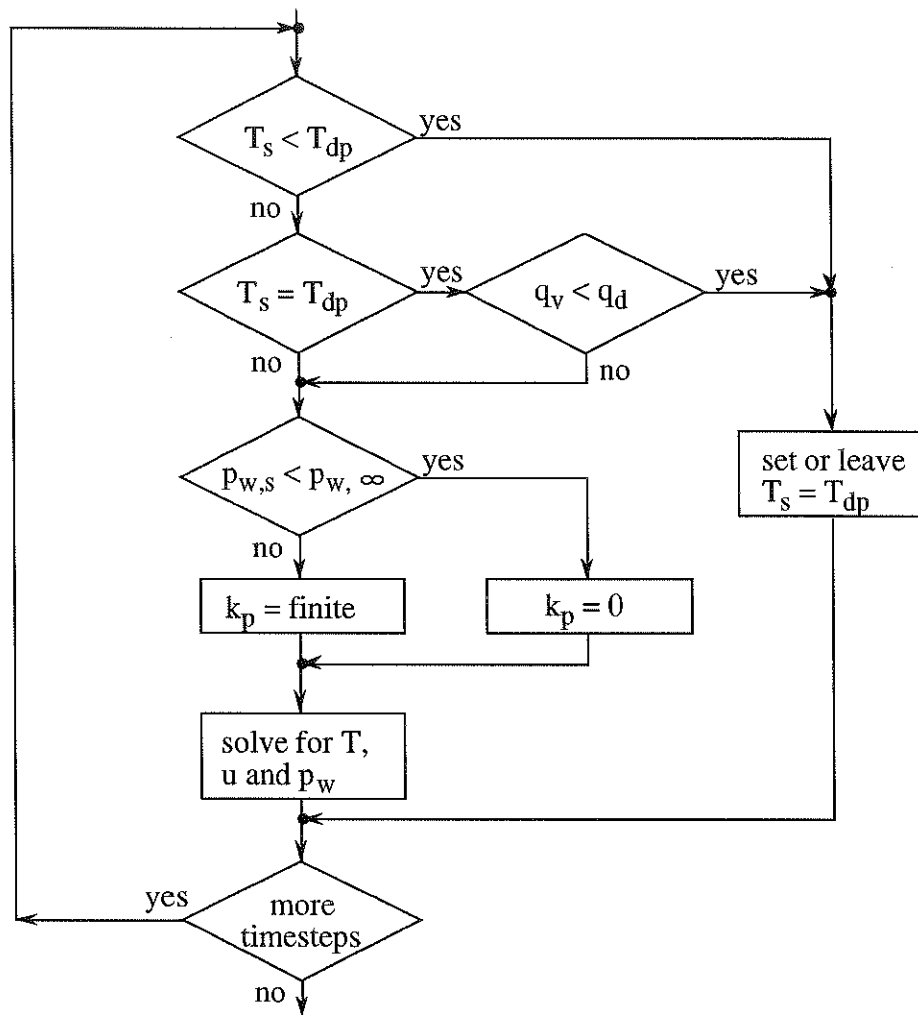 T_s < T_dp
yes
no
T_s = T_dp
yes
q_v < q_d
yes
no
no
p_w,s < p_w, ∞
yes
set or leave
T_s = T_dp
no
k_p = finite
k_p = 0
solve for T,
u and p_w
yes
more
timesteps
no